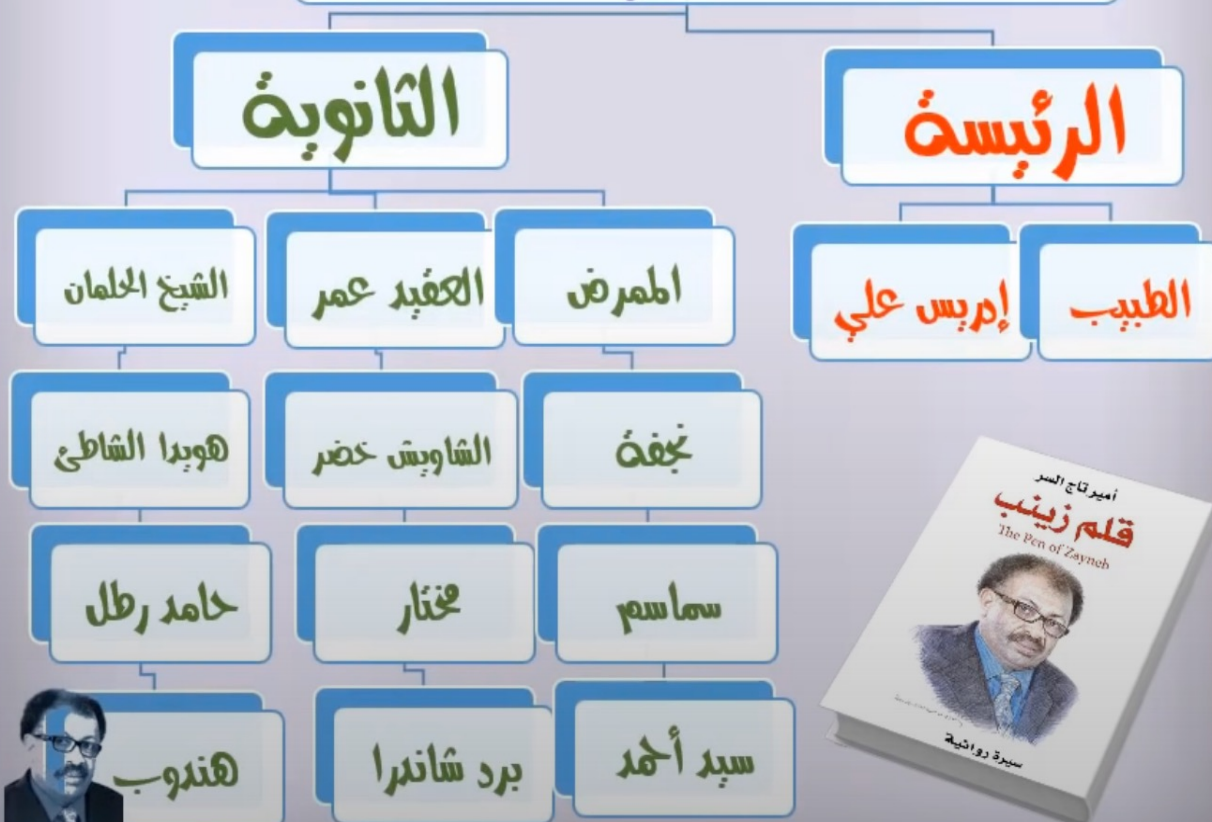 الرئيسة
الثانوية
الطبيب
إدريس علي
الممرض
العقيد عمر
الشيخ الحلمان
نجفة
الشاويش خضر
هويدا الشاطئ
سماسم
مختار
حامد رطل
سيد أحمد
برد شاندرا
هندوب
أمير تاج السر
قلم زينب
The Pen of Zayneb
سيرة روائية